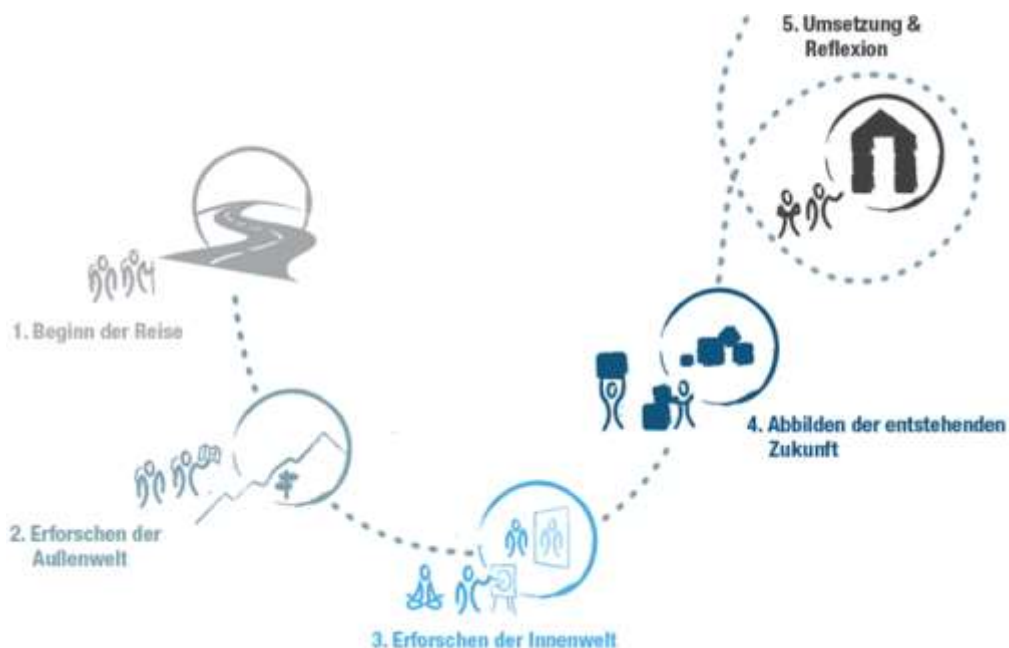 1. Beginn der Reise
2. Erforschen der
Außenwelt
3. Erforschen der Innenwelt
4. Abbilden der entstehenden
Zukunft
5. Umsetzung &
Reflexion